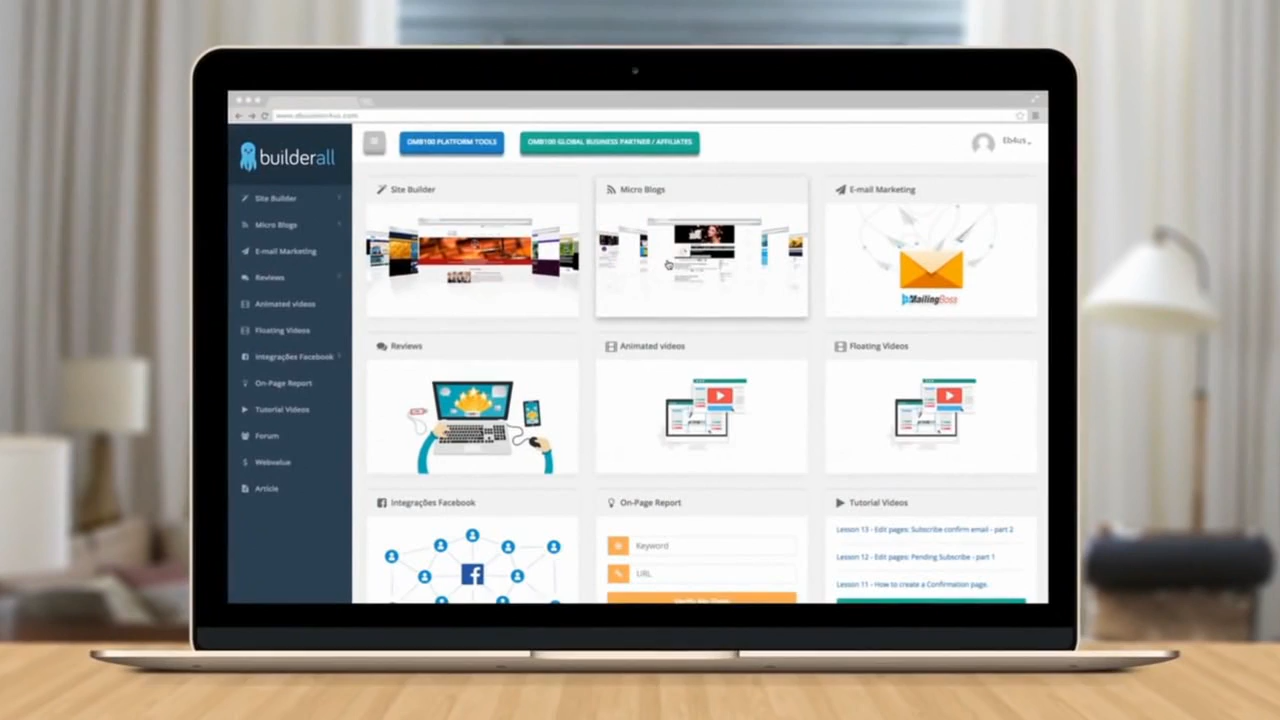 OMB100 PLATFORM TOOLS
OMB100 GLOBAL BUSINESS PARTNER / AFFILIATES
Eb4us
builderall
Site Builder
Micro Blogs
E-mail Marketing
Reviews
Animated videos
Floating Videos
Integrações Facebook
On-Page Report
Tutorial Videos
Forum
Webvalue
Article
Site Builder
Micro Blogs
E-mail Marketing
MailingBoss
Reviews
Animated videos
Floating Videos
Integrações Facebook
On-Page Report
Keyword
URL
Tutorial Videos
Lesson 13 - Edit pages: Subscribe confirm email - part 2
Lesson 12 - Edit pages: Pending Subscribe - part 1
Lesson 11 - How to create a Confirmation page.